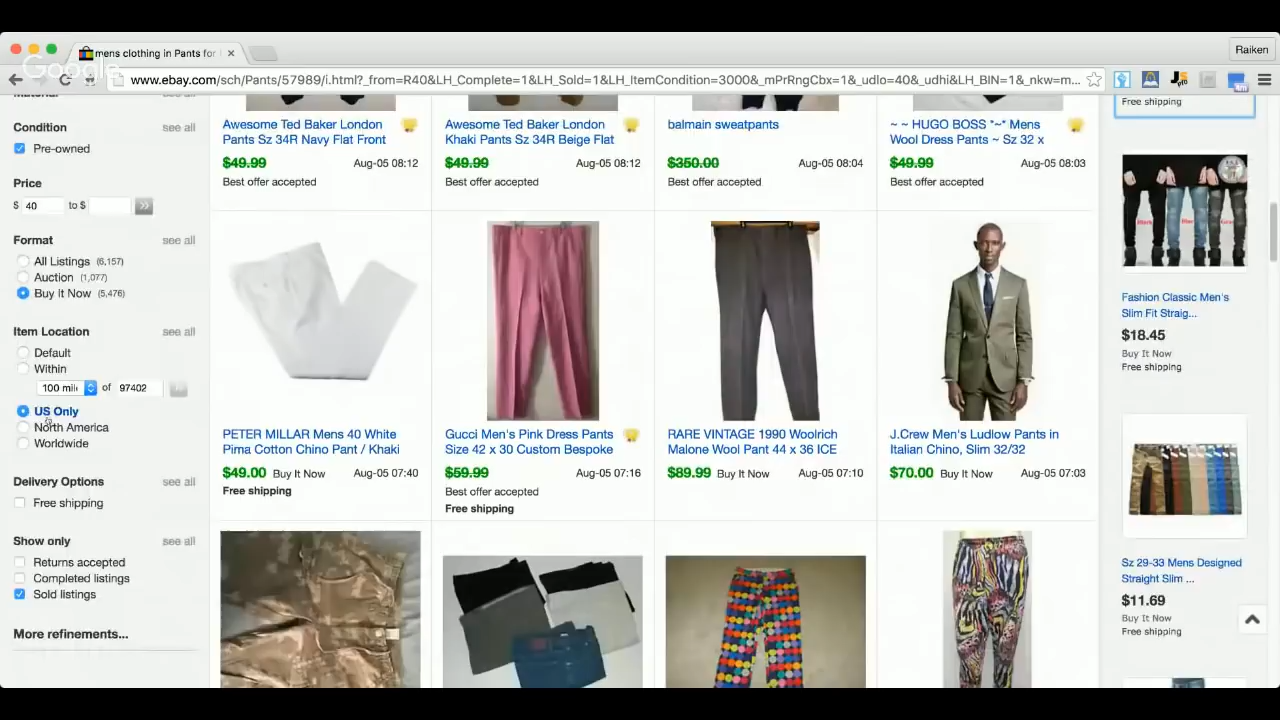 mens clothing in Pants for
Raiken
Google
www.ebay.com/sch/Pants/57989/i.html?_from=R40&LH_Complete=1&LH_Sold=1&LH_ItemCondition=3000&_mPrRngCbx=1&_udlo=40&_udhi&LH_BIN=1&_nkw=m...
Condition see all
Pre-owned
Price
$ 40 to $
Format see all
All Listings (6,157)
Auction (1,077)
Buy It Now (5,476)
Item Location see all
Default
Within
100 mil of 97402
US Only
North America
Worldwide
Delivery Options see all
Free shipping
Show only see all
Returns accepted
Completed listings
Sold listings
More refinements...
Awesome Ted Baker London
Pants Sz 34R Navy Flat Front
$49.99 Aug-05 08:12
Best offer accepted
Awesome Ted Baker London
Khaki Pants Sz 34R Beige Flat
$49.99 Aug-05 08:12
Best offer accepted
balmain sweatpants
$350.00 Aug-05 08:04
Best offer accepted
~ ~ HUGO BOSS *~* Mens
Wool Dress Pants ~ Sz 32 x
$49.99 Aug-05 08:03
Best offer accepted
PETER MILLAR Mens 40 White
Pima Cotton Chino Pant / Khaki
$49.00 Buy It Now Aug-05 07:40
Free shipping
Gucci Men's Pink Dress Pants
Size 42 x 30 Custom Bespoke
$59.99 Aug-05 07:16
Best offer accepted
Free shipping
RARE VINTAGE 1990 Woolrich
Malone Wool Pant 44 x 36 ICE
$89.99 Buy It Now Aug-05 07:10
J.Crew Men's Ludlow Pants in
Italian Chino, Slim 32/32
$70.00 Buy It Now Aug-05 07:03
Free shipping
Fashion Classic Men's
Slim Fit Straig...
$18.45
Buy It Now
Free shipping
Sz 29-33 Mens Designed
Straight Slim ...
$11.69
Buy It Now
Free shipping